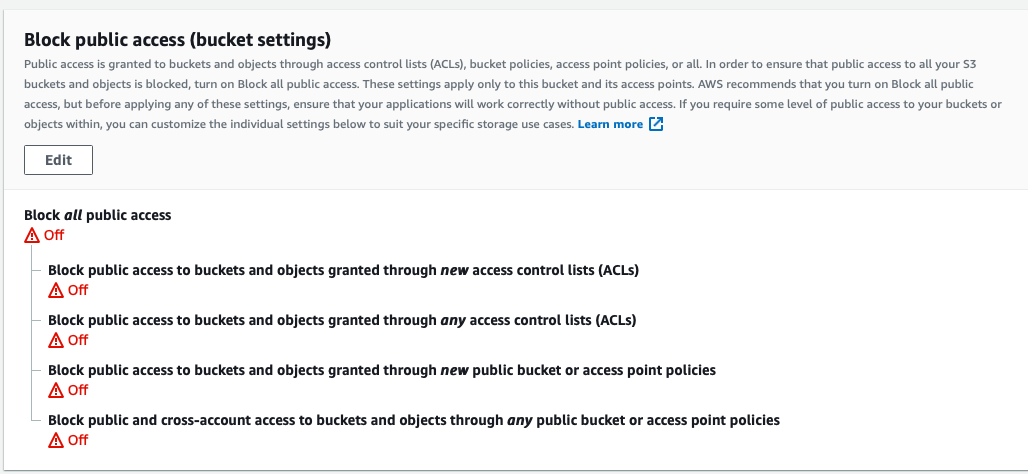 Block public access (bucket settings)
Public access is granted to buckets and objects through access control lists (ACLs), bucket policies, access point policies, or all. In order to ensure that public access to all your S3
buckets and objects is blocked, turn on Block all public access. These settings apply only to this bucket and its access points. AWS recommends that you turn on Block all public
access, but before applying any of these settings, ensure that your applications will work correctly without public access. If you require some level of public access to your buckets or
objects within, you can customize the individual settings below to suit your specific storage use cases. Learn more
Edit
Block all public access
Off
Block public access to buckets and objects granted through new access control lists (ACLs)
Off
Block public access to buckets and objects granted through any access control lists (ACLs)
Off
Block public access to buckets and objects granted through new public bucket or access point policies
Off
Block public and cross-account access to buckets and objects through any public bucket or access point policies
Off